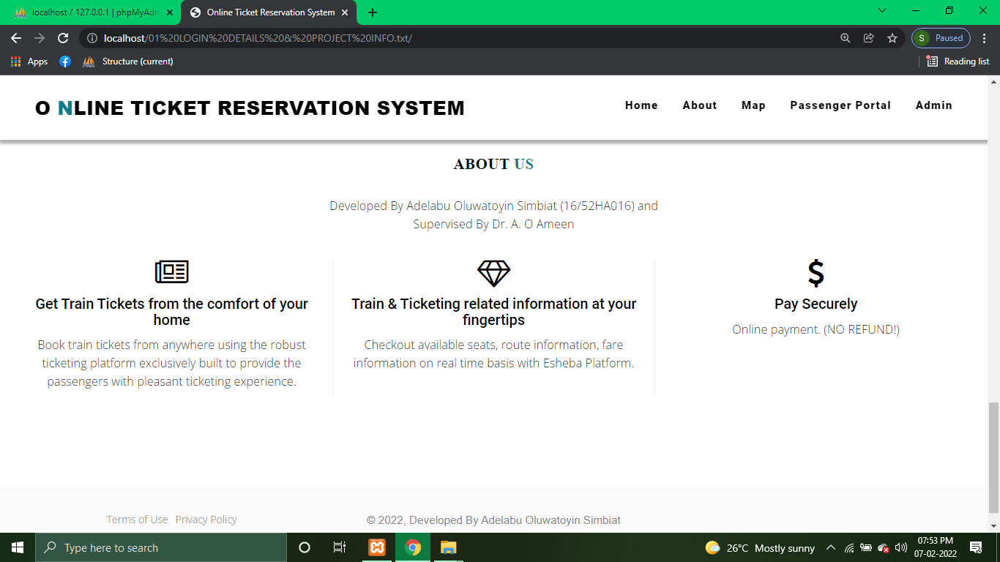 localhost / 127.0.0.1 | phpMyAdm
Online Ticket Reservation System
localhost/01%20LOGIN%20DETAILS%20&%20PROJECT%20INFO.txt/
S Paused
Apps
Structure (current)
Reading list
O NLINE TICKET RESERVATION SYSTEM
Home About Map Passenger Portal Admin
ABOUT US
Developed By Adelabu Oluwatoyin Simbiat (16/52HA016) and
Supervised By Dr. A. O Ameen
Get Train Tickets from the comfort of your
home
Book train tickets from anywhere using the robust
ticketing platform exclusively built to provide the
passengers with pleasant ticketing experience.
Train & Ticketing related information at your
fingertips
Checkout available seats, route information, fare
information on real time basis with Esheba Platform.
Pay Securely
Online payment. (NO REFUND!)
Terms of Use Privacy Policy
© 2022, Developed By Adelabu Oluwatoyin Simbiat
Type here to search
26°C Mostly sunny
07:53 PM
07-02-2022